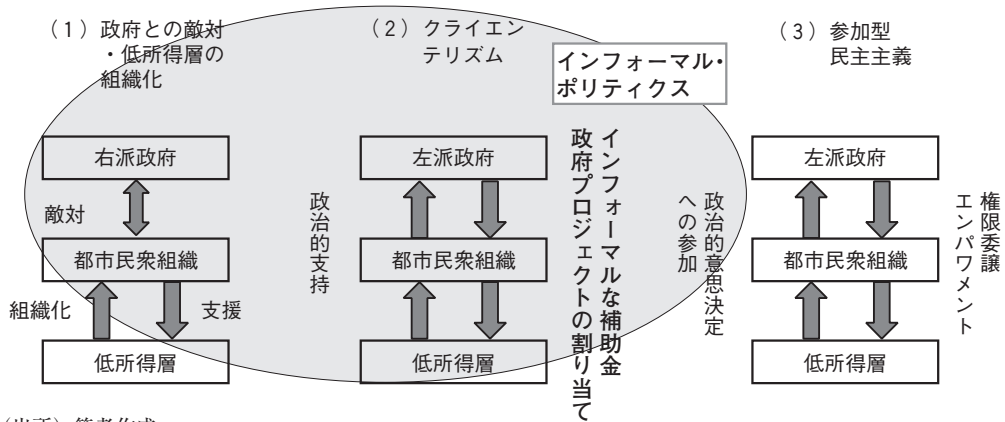 （1）政府との敵対
・低所得層の
組織化
右派政府
敵対
都市民衆組織
組織化
支援
低所得層
（2）クライエン
テリズム
インフォーマル・
ポリティクス
左派政府
政治的支持
都市民衆組織
インフォーマルな補助金
政府プロジェクトの割り当て
低所得層
（3）参加型
民主主義
左派政府
政治的意思決定
への参加
都市民衆組織
権限委譲
エンパワメント
低所得層
（出所）筆者作成